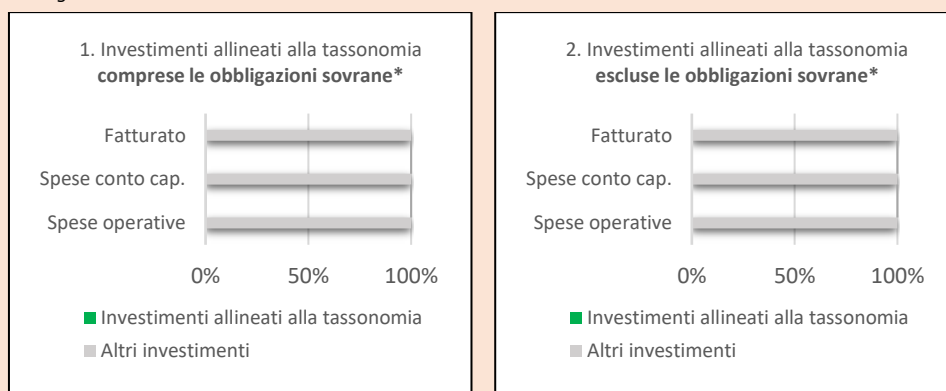 1. Investimenti allineati alla tassonomia
comprese le obbligazioni sovrane*
Fatturato
Spese conto cap.
Spese operative
0% 50% 100%
Investimenti allineati alla tassonomia
Altri investimenti
2. Investimenti allineati alla tassonomia
escluse le obbligazioni sovrane*
Fatturato
Spese conto cap.
Spese operative
0% 50% 100%
Investimenti allineati alla tassonomia
Altri investimenti